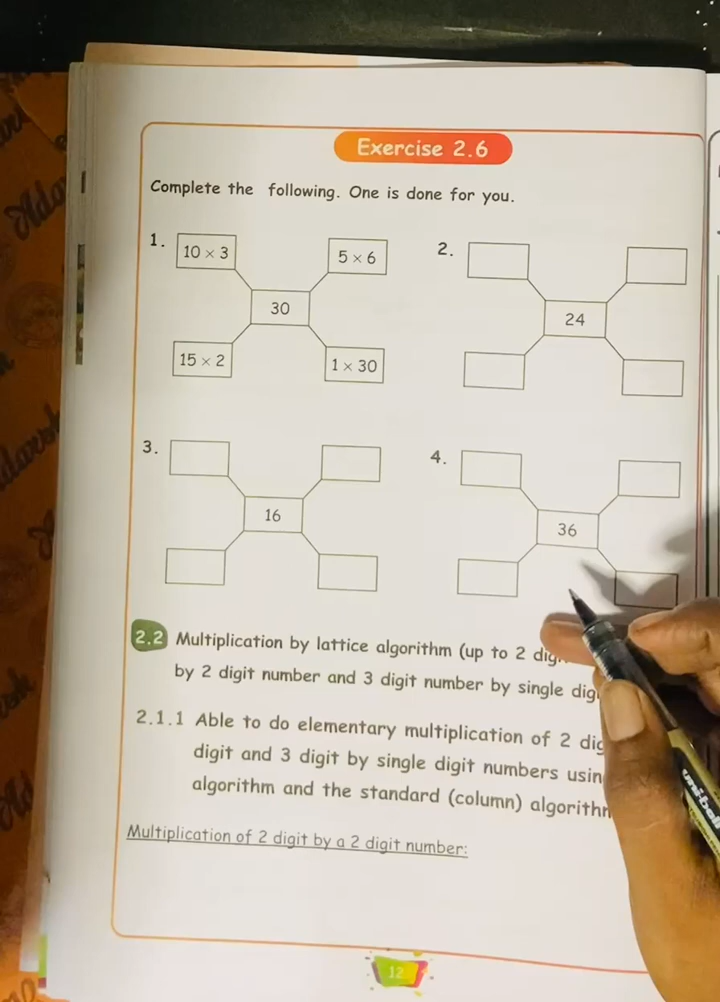 Exercise 2.6
Complete the following. One is done for you.
1.
10 × 3
5 × 6
30
15 × 2
1 × 30
2.
24
3.
16
4.
36
2.2 Multiplication by lattice algorithm (up to 2
by 2 digit number and 3 digit number by single
2.1.1 Able to do elementary multiplication of 2
digit and 3 digit by single digit numbers
algorithm and the standard (column)
Multiplication of 2 digit by a 2 digit number:
12